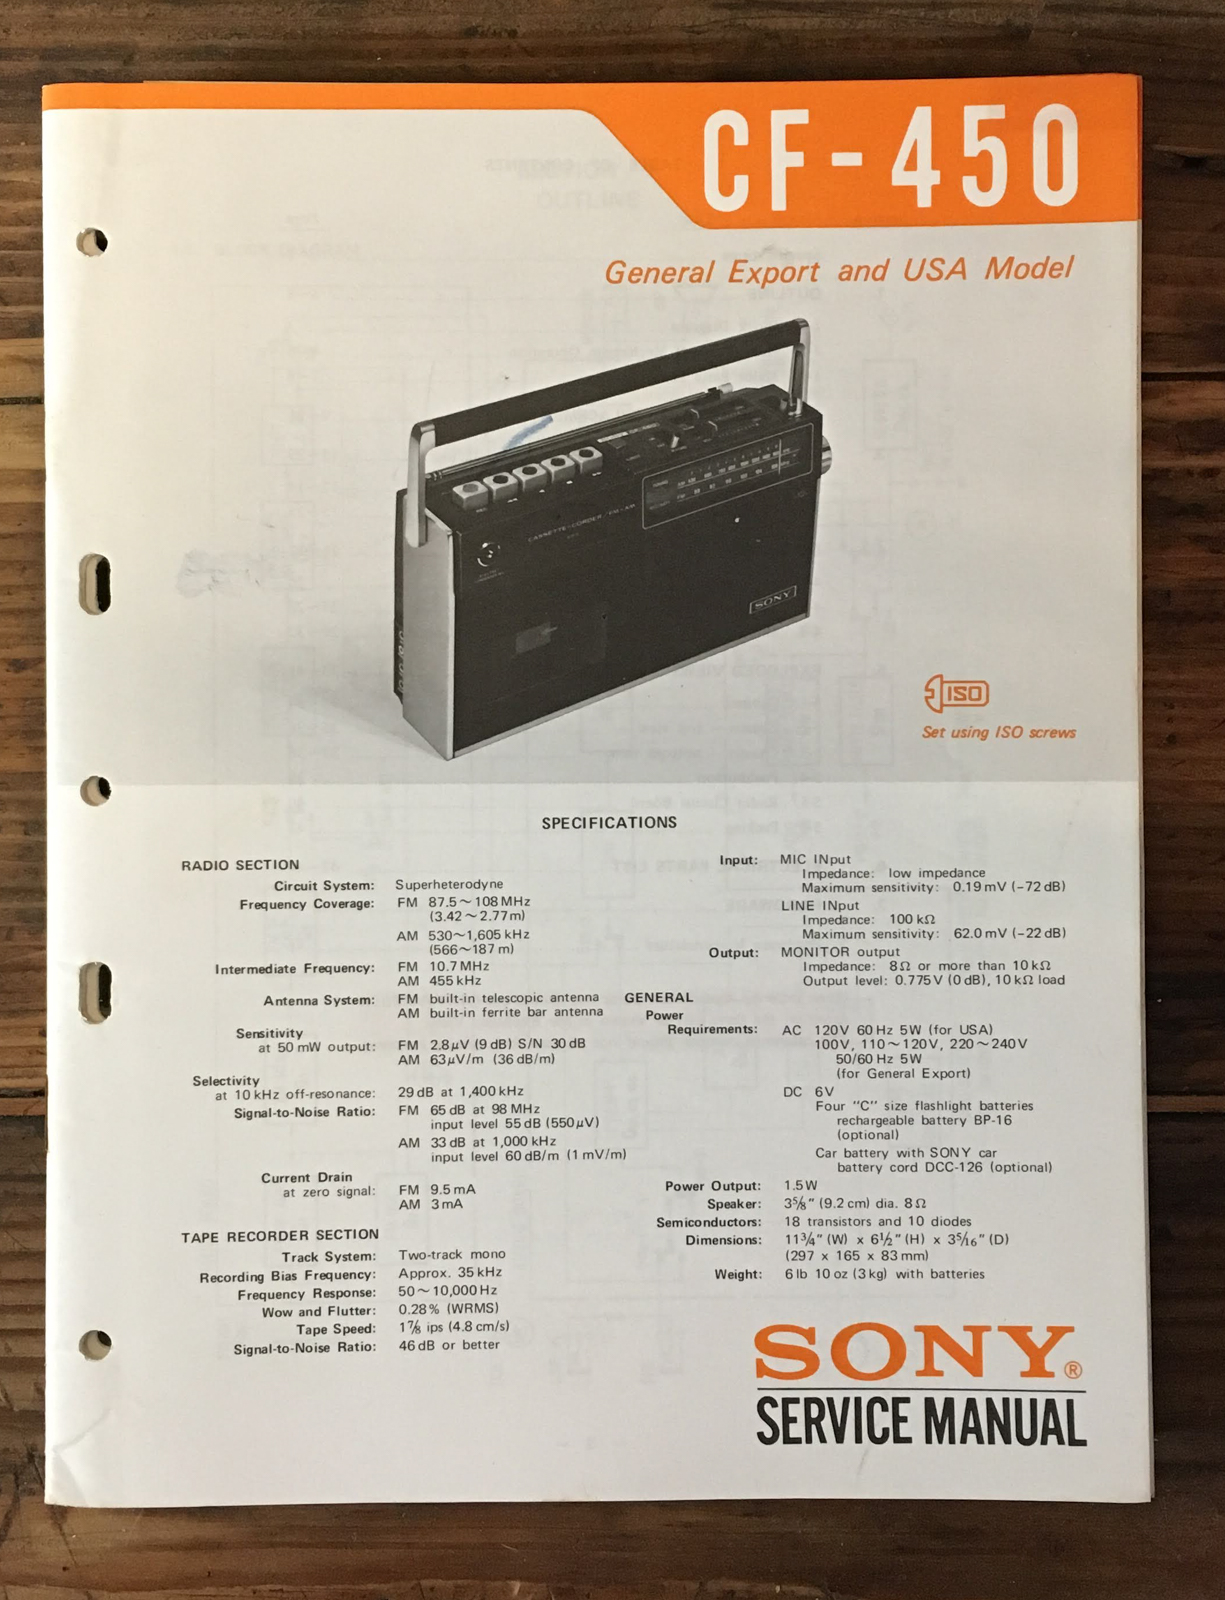 CF-450
General Export and USA Model
CASSETTE-CORDER / FM-AM
SONY
ISO
Set using ISO screws
SPECIFICATIONS
RADIO SECTION
Circuit System: Superheterodyne
Frequency Coverage: FM 87.5~108 MHz
(3.42~2.77m)
AM 530~1,605 kHz
(566~187 m)
Intermediate Frequency: FM 10.7 MHz
AM 455 kHz
Antenna System: FM built-in telescopic antenna
AM built-in ferrite bar antenna
Sensitivity
at 50 mW output: FM 2.8µV (9 dB) S/N 30 dB
AM 63µV/m (36 dB/m)
Selectivity
at 10 kHz off-resonance: 29 dB at 1,400 kHz
Signal-to-Noise Ratio: FM 65 dB at 98 MHz
input level 55 dB (550µV)
AM 33 dB at 1,000 kHz
input level 60 dB/m (1 mV/m)
Current Drain
at zero signal: FM 9.5 mA
AM 3 mA
TAPE RECORDER SECTION
Track System: Two-track mono
Recording Bias Frequency: Approx. 35 kHz
Frequency Response: 50~10,000 Hz
Wow and Flutter: 0.28% (WRMS)
Tape Speed: 1⅞ ips (4.8 cm/s)
Signal-to-Noise Ratio: 46 dB or better
Input: MIC INput
Impedance: low impedance
Maximum sensitivity: 0.19 mV (−72 dB)
LINE INput
Impedance: 100 kΩ
Maximum sensitivity: 62.0 mV (−22 dB)
Output: MONITOR output
Impedance: 8Ω or more than 10 kΩ
Output level: 0.775 V (0 dB), 10 kΩ load
GENERAL
Power
Requirements: AC 120V 60 Hz 5W (for USA)
100V, 110~120V, 220~240V
50/60 Hz 5W
(for General Export)
DC 6V
Four "C" size flashlight batteries
rechargeable battery BP-16
(optional)
Car battery with SONY car
battery cord DCC-126 (optional)
Power Output: 1.5W
Speaker: 3⅝" (9.2 cm) dia. 8Ω
Semiconductors: 18 transistors and 10 diodes
Dimensions: 11¾" (W) x 6½" (H) x 3 5/16" (D)
(297 x 165 x 83 mm)
Weight: 6 lb 10 oz (3 kg) with batteries
SONY®
SERVICE MANUAL